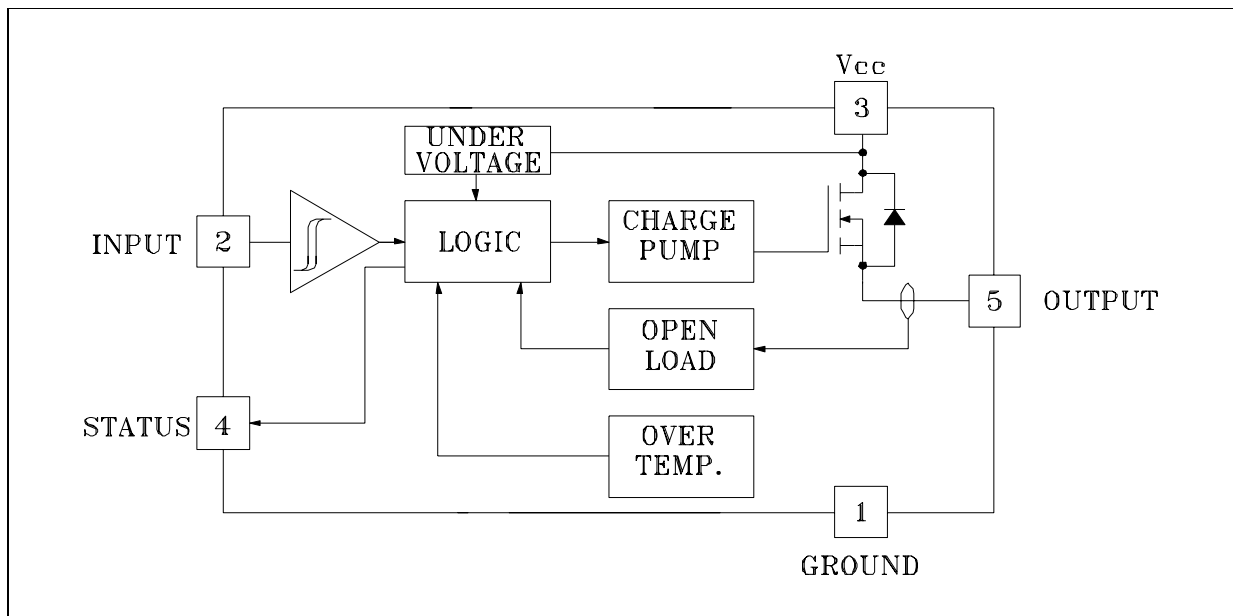 Vcc
3
UNDER
VOLTAGE
INPUT
2
LOGIC
CHARGE
PUMP
5
OUTPUT
OPEN
LOAD
STATUS
4
OVER
TEMP.
1
GROUND